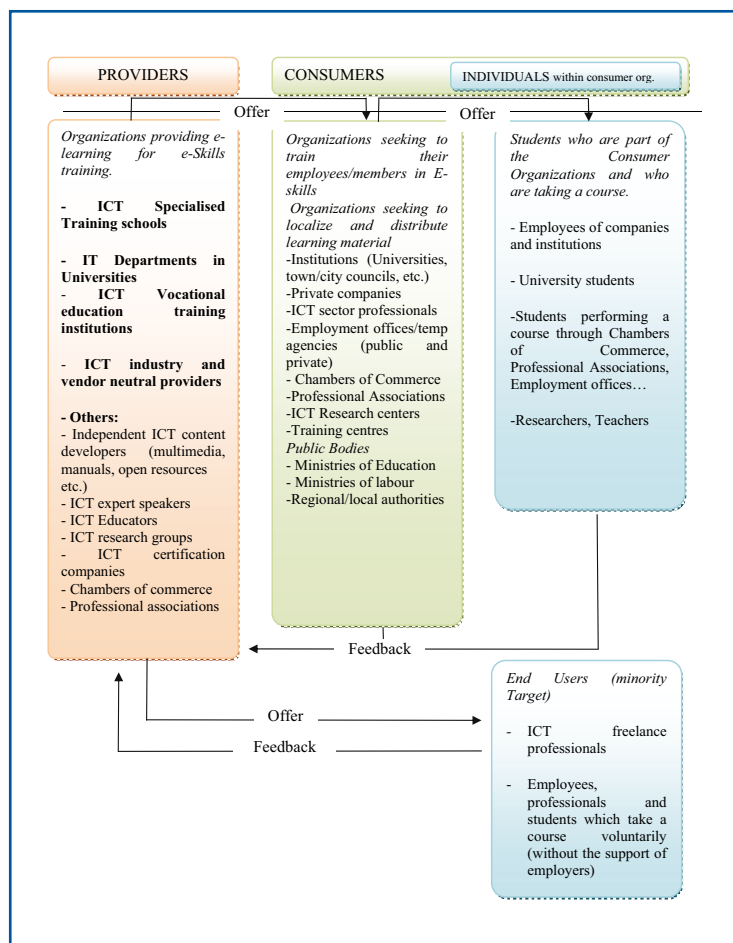 PROVIDERS
CONSUMERS
INDIVIDUALS within consumer org.
Offer
Offer
Organizations providing e-
learning for e-Skills
training.
- ICT Specialised
Training schools
- IT Departments in
Universities
- ICT Vocational
education training
institutions
- ICT industry and
vendor neutral providers
- Others:
- Independent ICT content
developers (multimedia,
manuals, open resources
etc.)
- ICT expert speakers
- ICT Educators
- ICT research groups
- ICT certification
companies
- Chambers of commerce
- Professional associations
Organizations seeking to
train their
employees/members in E-
skills
Organizations seeking to
localize and distribute
learning material
-Institutions (Universities,
town/city councils, etc.)
-Private companies
-ICT sector professionals
-Employment offices/temp
agencies (public and
private)
- Chambers of Commerce
-Professional Associations
-ICT Research centers
-Training centres
Public Bodies
- Ministries of Education
- Ministries of labour
-Regional/local authorities
Students who are part of
the Consumer
Organizations and who
are taking a course.
- Employees of companies
and institutions
- University students
-Students performing a
course through Chambers
of Commerce,
Professional Associations,
Employment offices…
-Researchers, Teachers
Feedback
Offer
Feedback
End Users (minority
Target)
- ICT freelance
professionals
- Employees,
professionals and
students which take a
course voluntarily
(without the support of
employers)